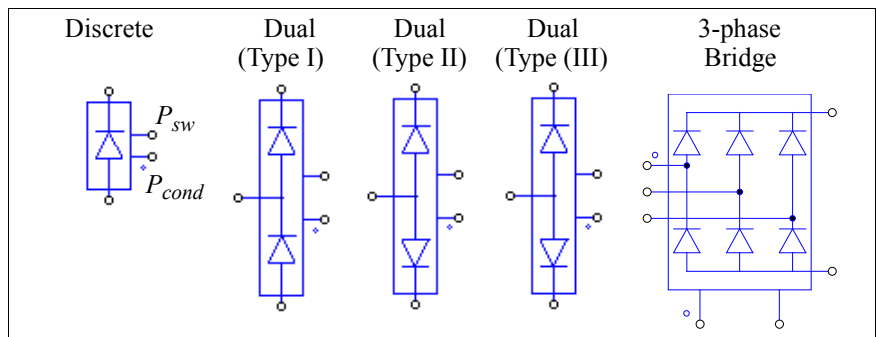 Discrete
Dual
(Type I)
Dual
(Type II)
Dual
(Type (III)
3-phase
Bridge
Psw
Pcond